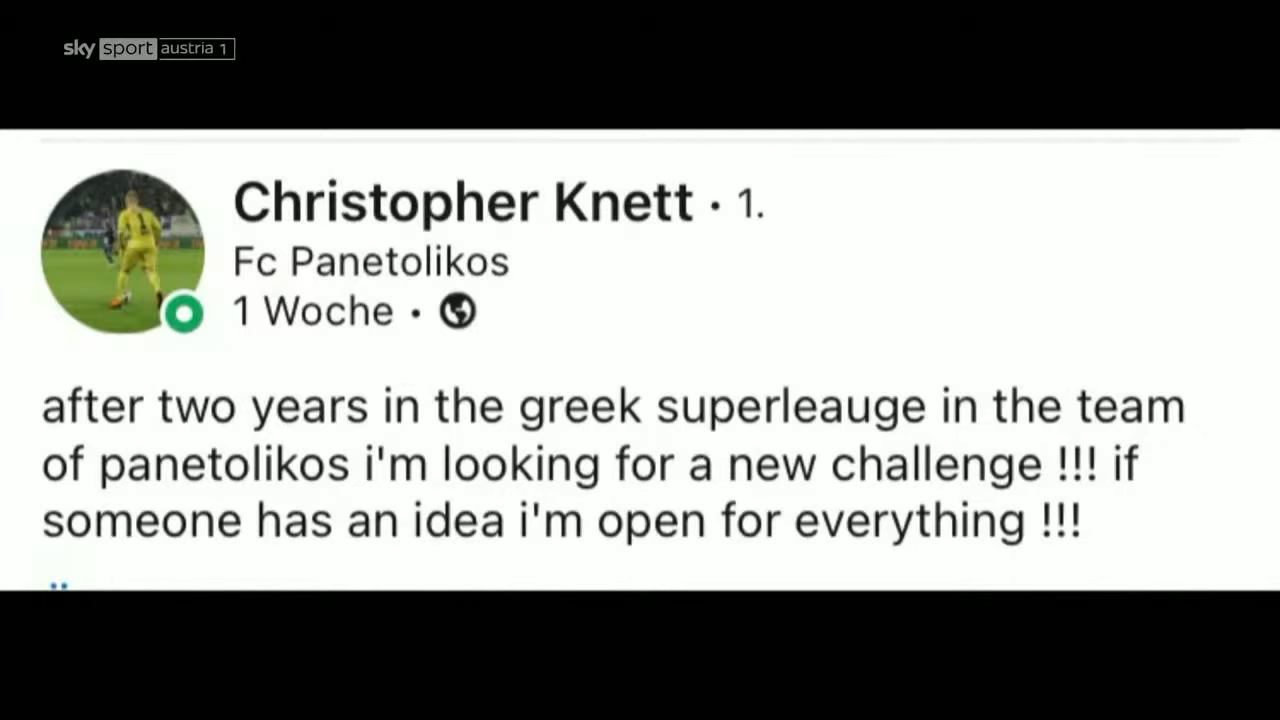 sky sport austria 1
Christopher Knett · 1.
Fc Panetolikos
1 Woche ·
after two years in the greek superleauge in the team
of panetolikos i'm looking for a new challenge !!! if
someone has an idea i'm open for everything !!!